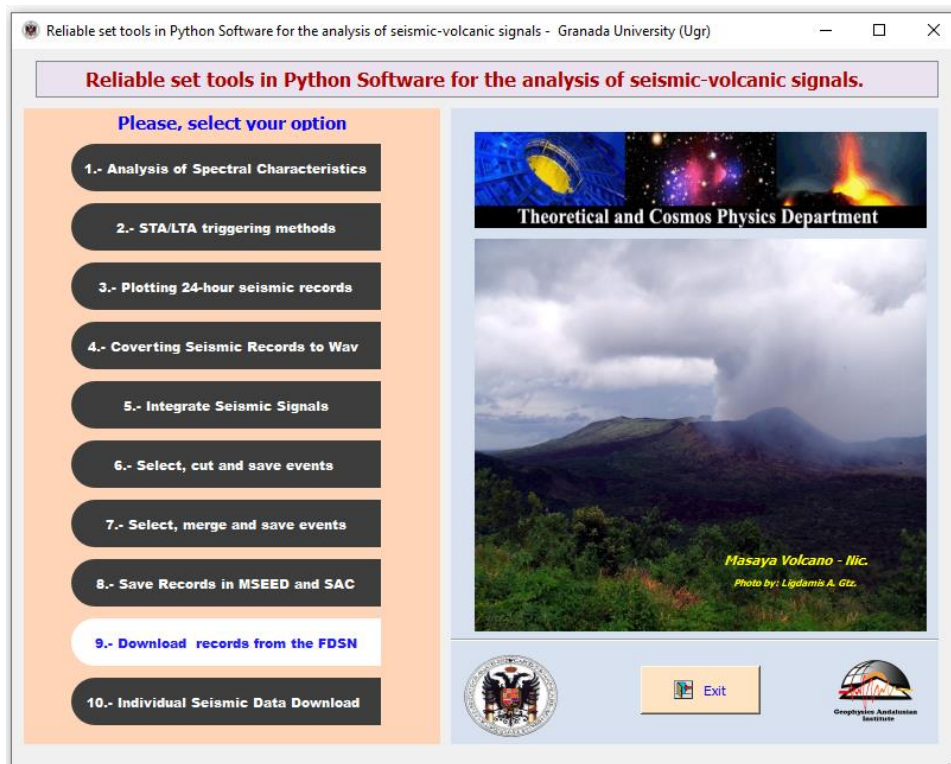 Reliable set tools in Python Software for the analysis of seismic-volcanic signals - Granada University (Ugr)
Reliable set tools in Python Software for the analysis of seismic-volcanic signals.
Please, select your option
1.- Analysis of Spectral Characteristics
2.- STA/LTA triggering methods
3.- Plotting 24-hour seismic records
4.- Coverting Seismic Records to Wav
5.- Integrate Seismic Signals
6.- Select, cut and save events
7.- Select, merge and save events
8.- Save Records in MSEED and SAC
9.- Download  records from the FDSN
10.- Individual Seismic Data Download
Theoretical and Cosmos Physics Department
Masaya Volcano - Nic.
Photo by: Ligdamis A. Gtz.
Exit
Geophysics Andalusian
Institute